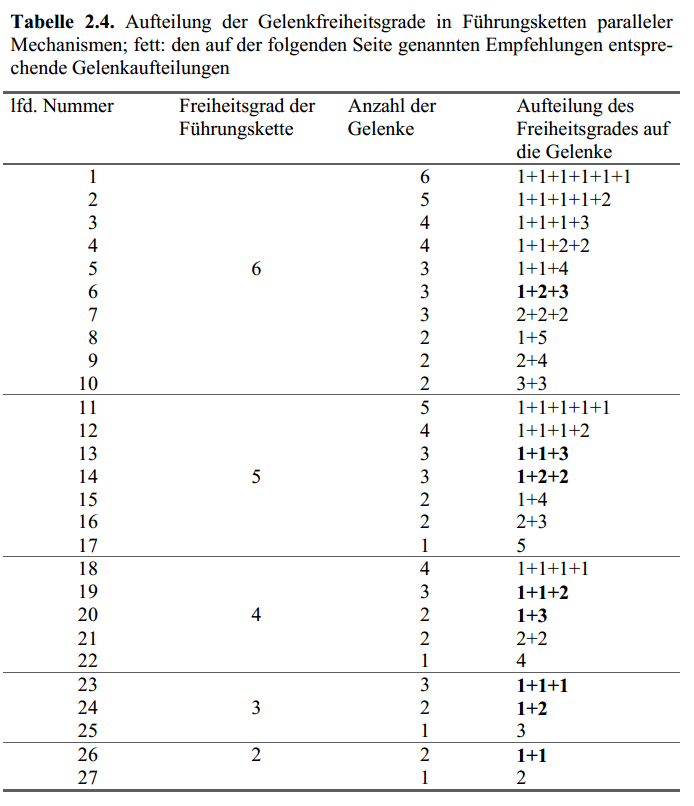 Tabelle 2.4. Aufteilung der Gelenkfreiheitsgrade in Führungsketten paralleler
Mechanismen; fett: den auf der folgenden Seite genannten Empfehlungen entspre-
chende Gelenkaufteilungen
lfd. Nummer Freiheitsgrad der Anzahl der Aufteilung des
Führungskette Gelenke Freiheitsgrades auf
die Gelenke
1 6 1+1+1+1+1+1
2 5 1+1+1+1+2
3 4 1+1+1+3
4 4 1+1+2+2
5 6 3 1+1+4
6 3 1+2+3
7 3 2+2+2
8 2 1+5
9 2 2+4
10 2 3+3
11 5 1+1+1+1+1
12 4 1+1+1+2
13 3 1+1+3
14 5 3 1+2+2
15 2 1+4
16 2 2+3
17 1 5
18 4 1+1+1+1
19 3 1+1+2
20 4 2 1+3
21 2 2+2
22 1 4
23 3 1+1+1
24 3 2 1+2
25 1 3
26 2 2 1+1
27 1 2